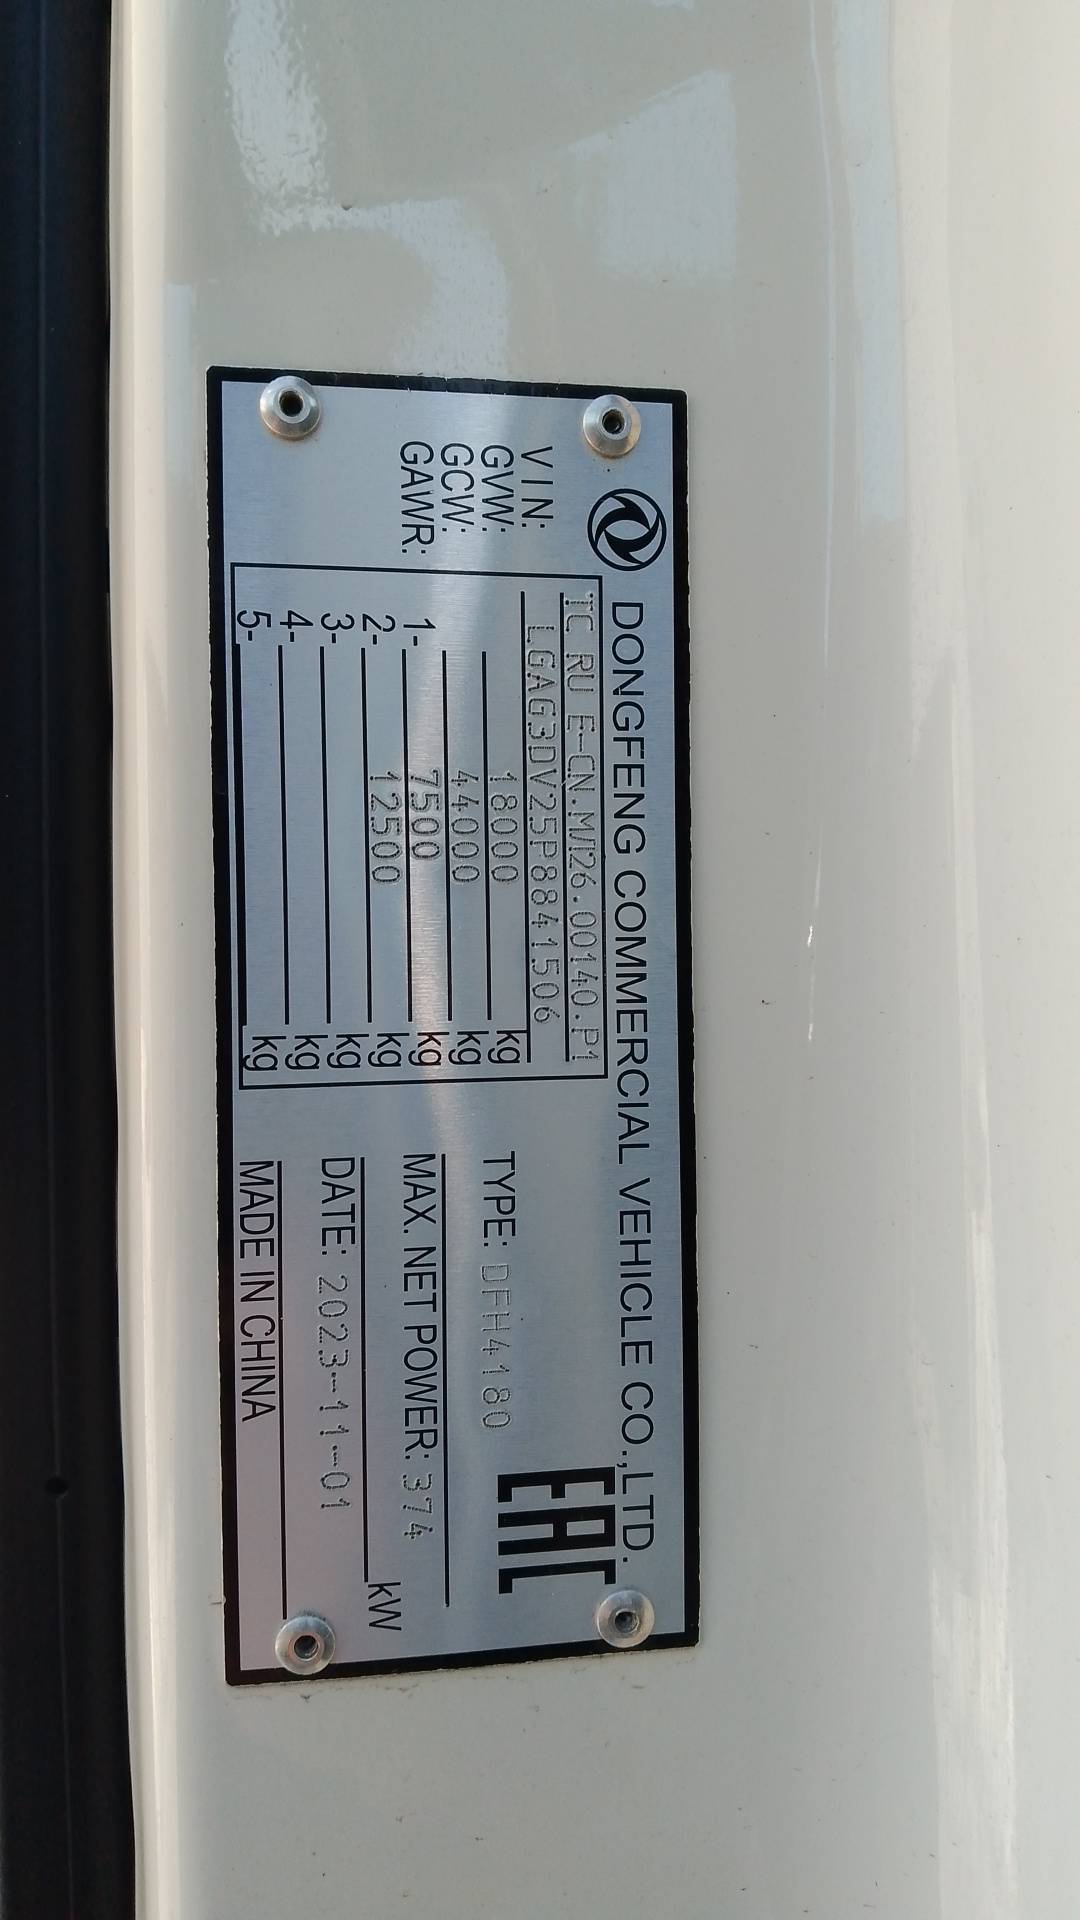 DONGFENG COMMERCIAL VEHICLE CO.,LTD.
TC RU E-CN.MЛ26.00140.P1
VIN: LGAG3DV25P8841506
GVW: 18000 kg
GCW: 44000 kg
GAWR: 1- 7500 kg
2- 12500 kg
3- kg
4- kg
5- kg
EAC
TYPE: DFH4180
MAX. NET POWER: 374
kW
DATE: 2023-11-01
MADE IN CHINA